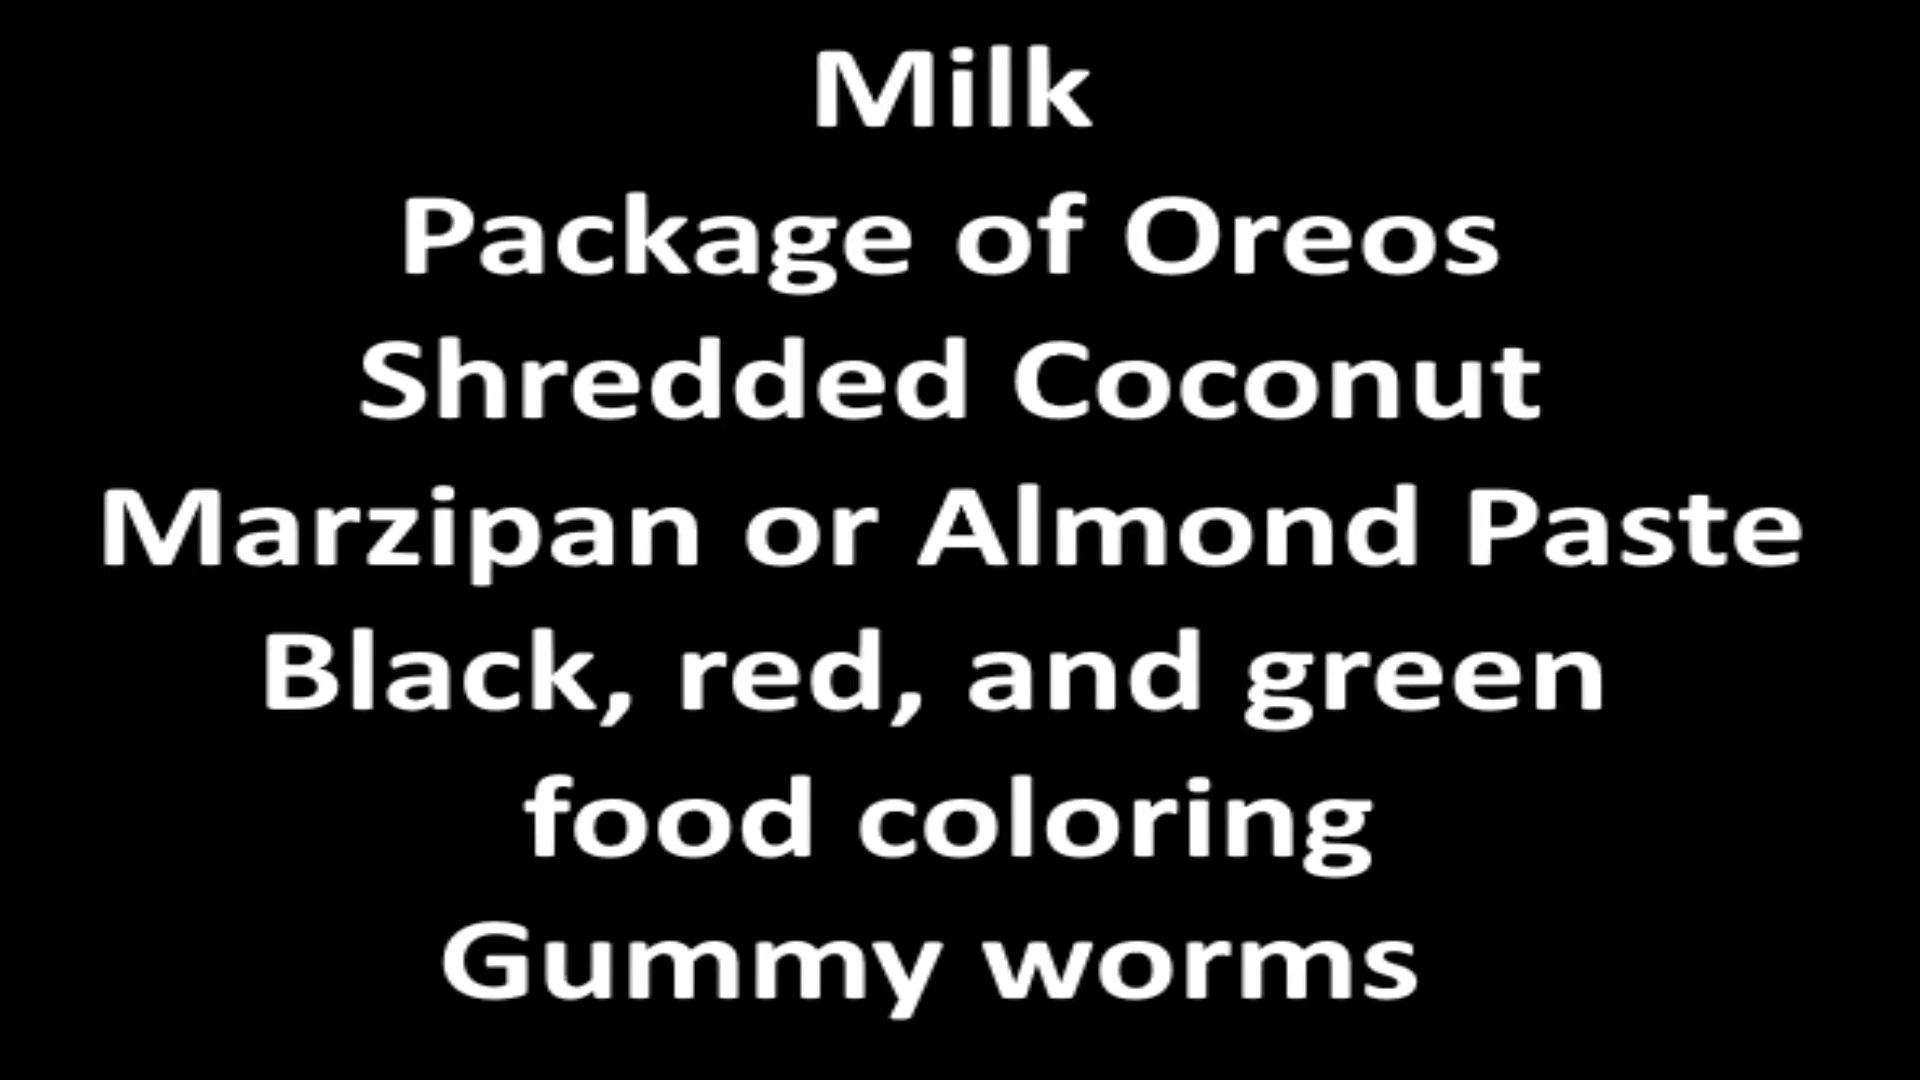 Milk
Package of Oreos
Shredded Coconut
Marzipan or Almond Paste
Black, red, and green
food coloring
Gummy worms